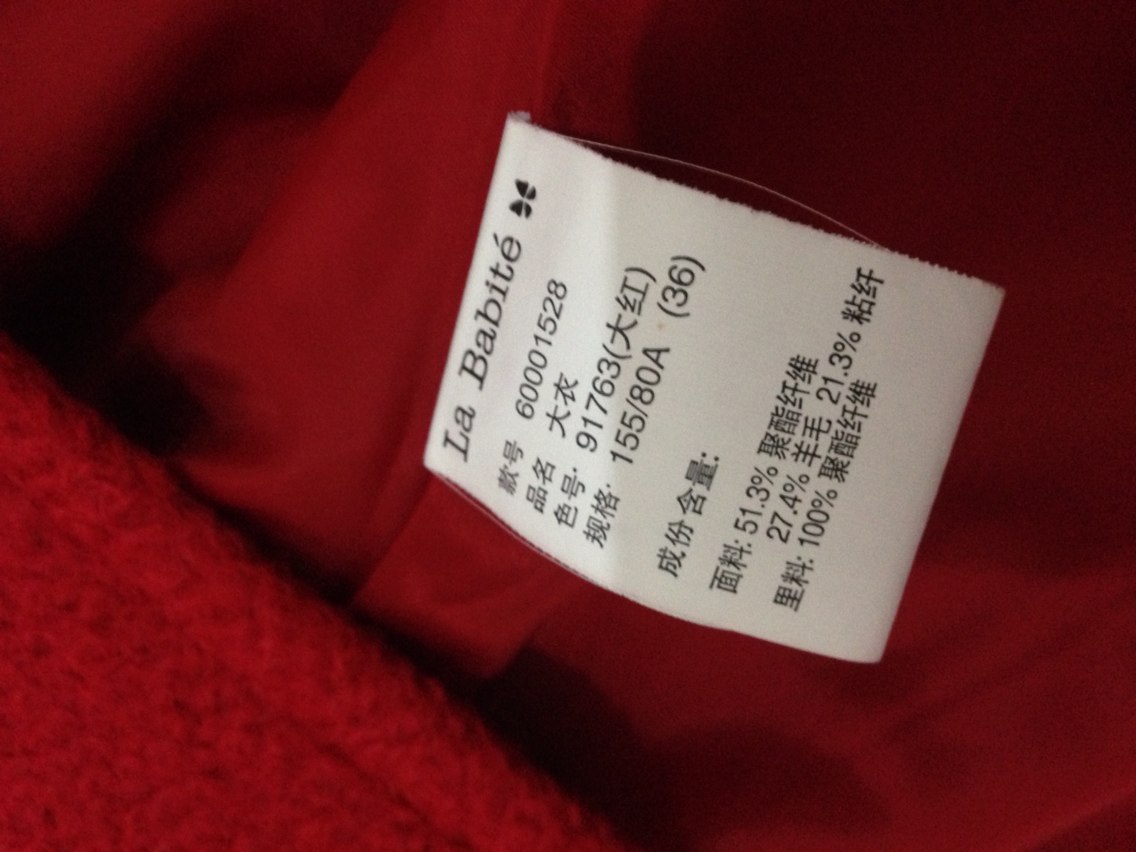 La Babité
款号 60001528
品名 大衣
色号: 91763(大红)
规格: 155/80A (36)
成份含量:
面料: 51.3% 聚酯纤维
27.4% 羊毛 21.3% 粘纤
里料: 100% 聚酯纤维